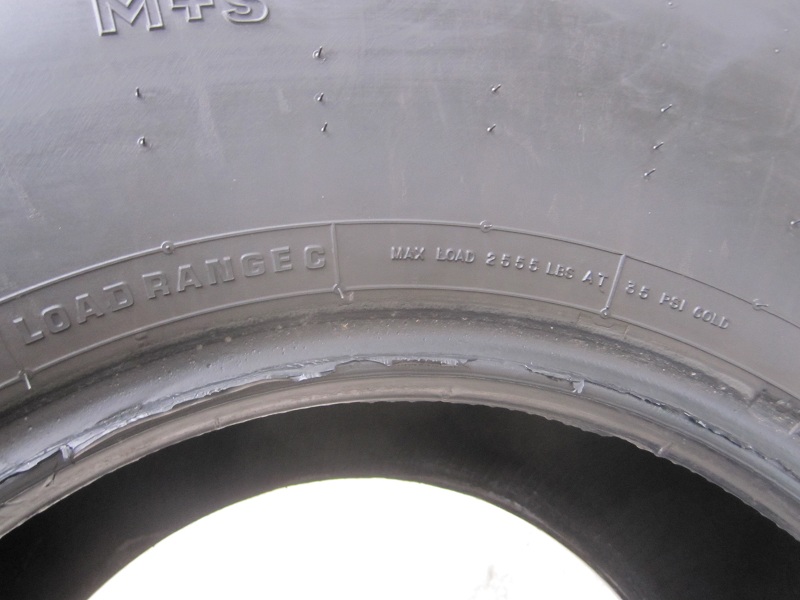 M+S
LOAD RANGE C
MAX LOAD 2555 LBS AT 35 PSI COLD